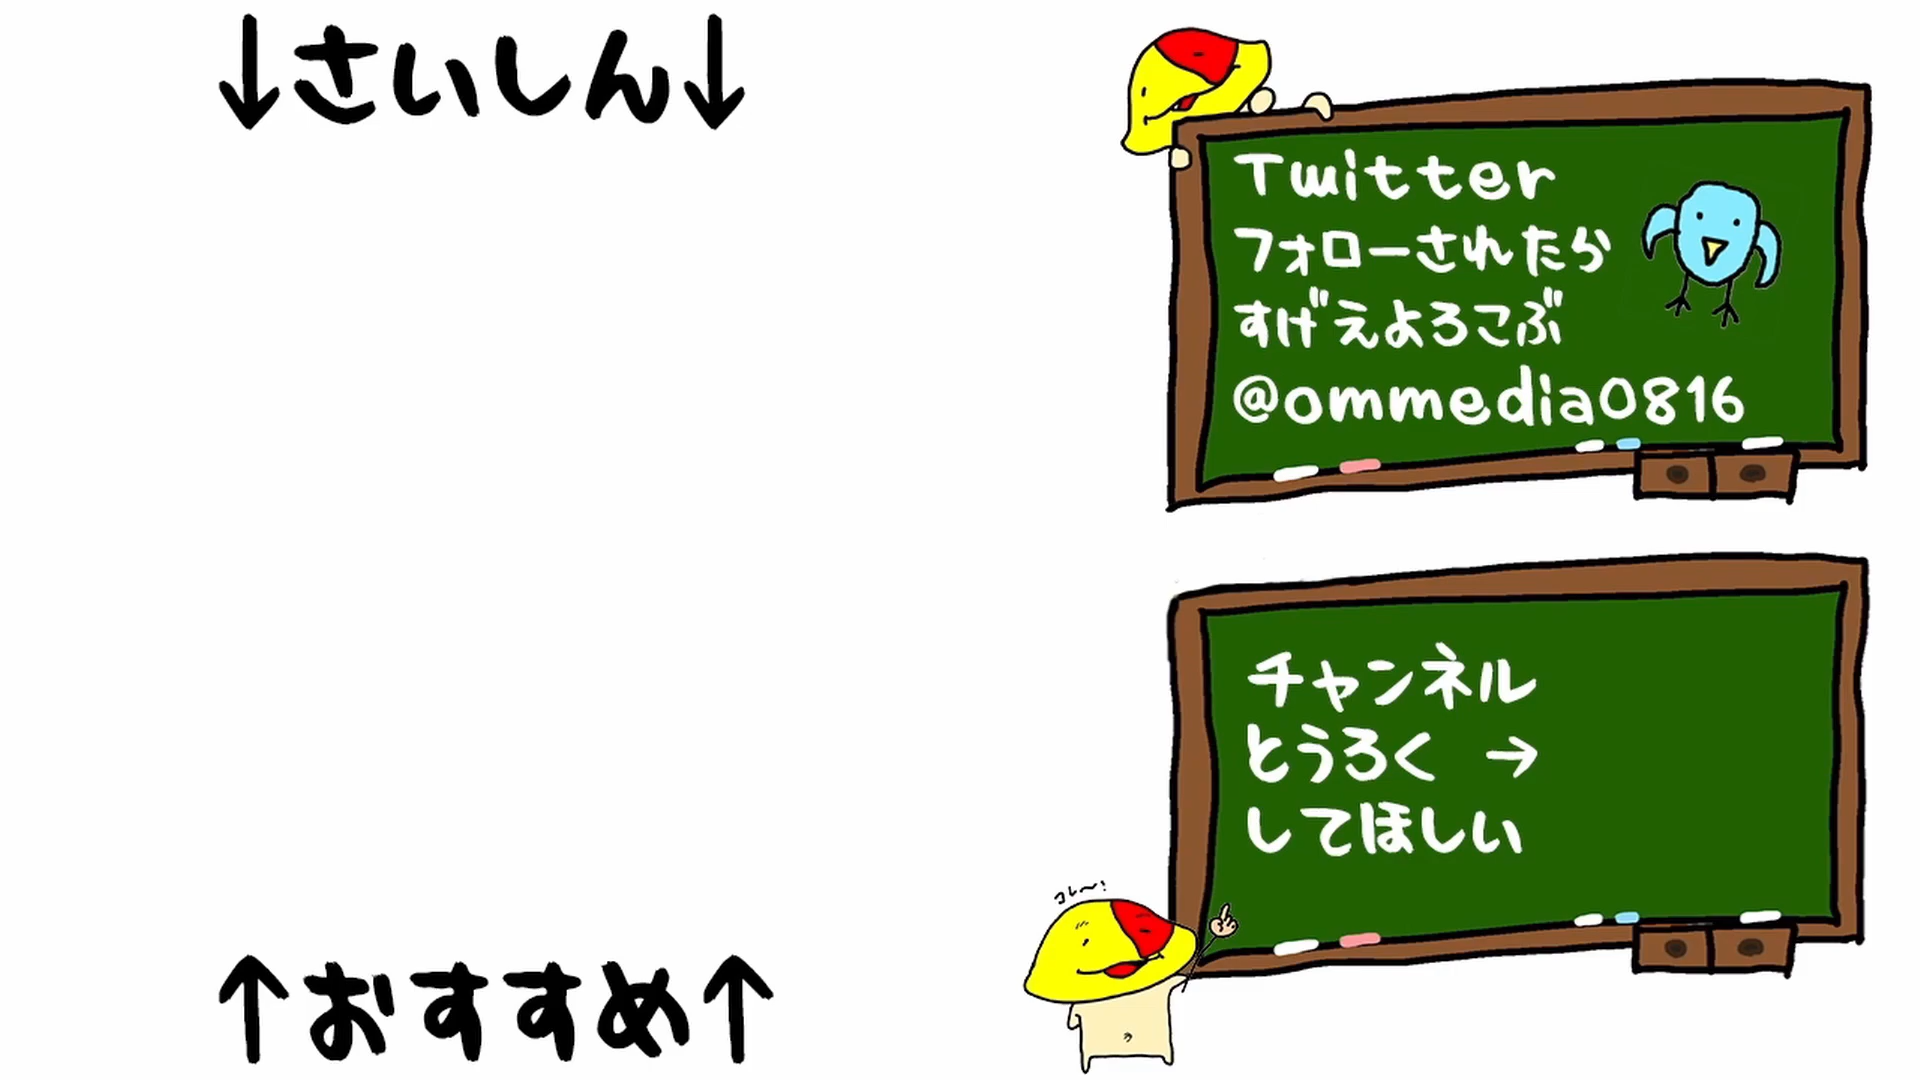 ↓さいしん↓
Twitter
フォローされたら
すげえよろこぶ
@ommedia0816
チャンネル
とうろく →
してほしい
コレ〜!
↑おすすめ↑